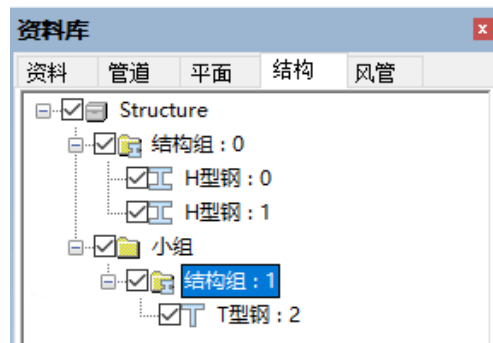 资料库
资料 管道 平面 结构 风管
Structure
结构组：0
H型钢：0
H型钢：1
小组
结构组：1
T型钢：2